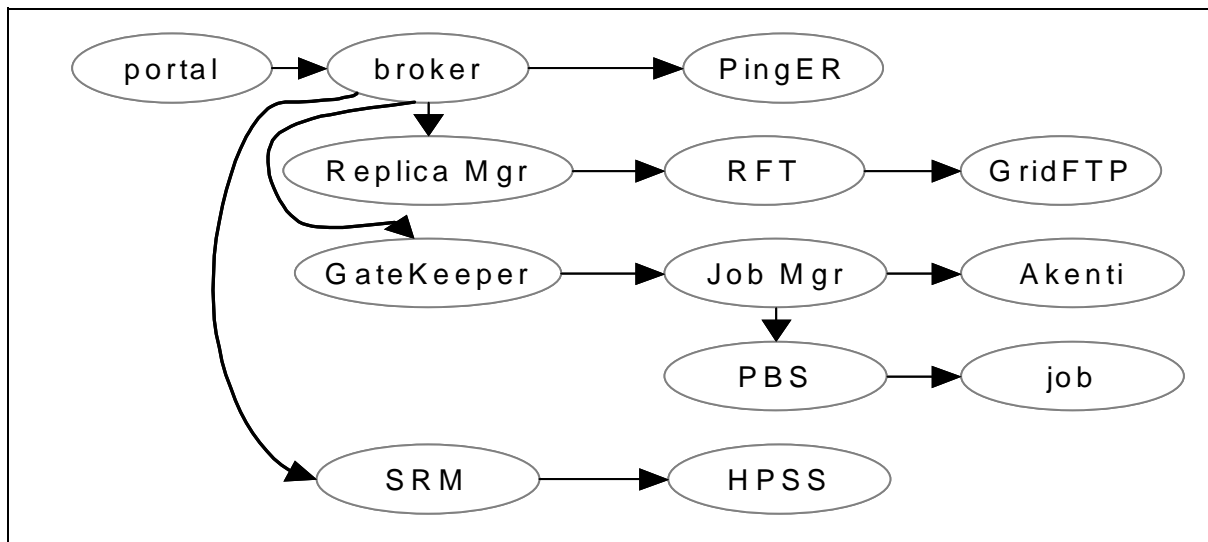 portal
broker
PingER
Replica Mgr
RFT
GridFTP
GateKeeper
Job Mgr
Akenti
PBS
job
SRM
HPSS